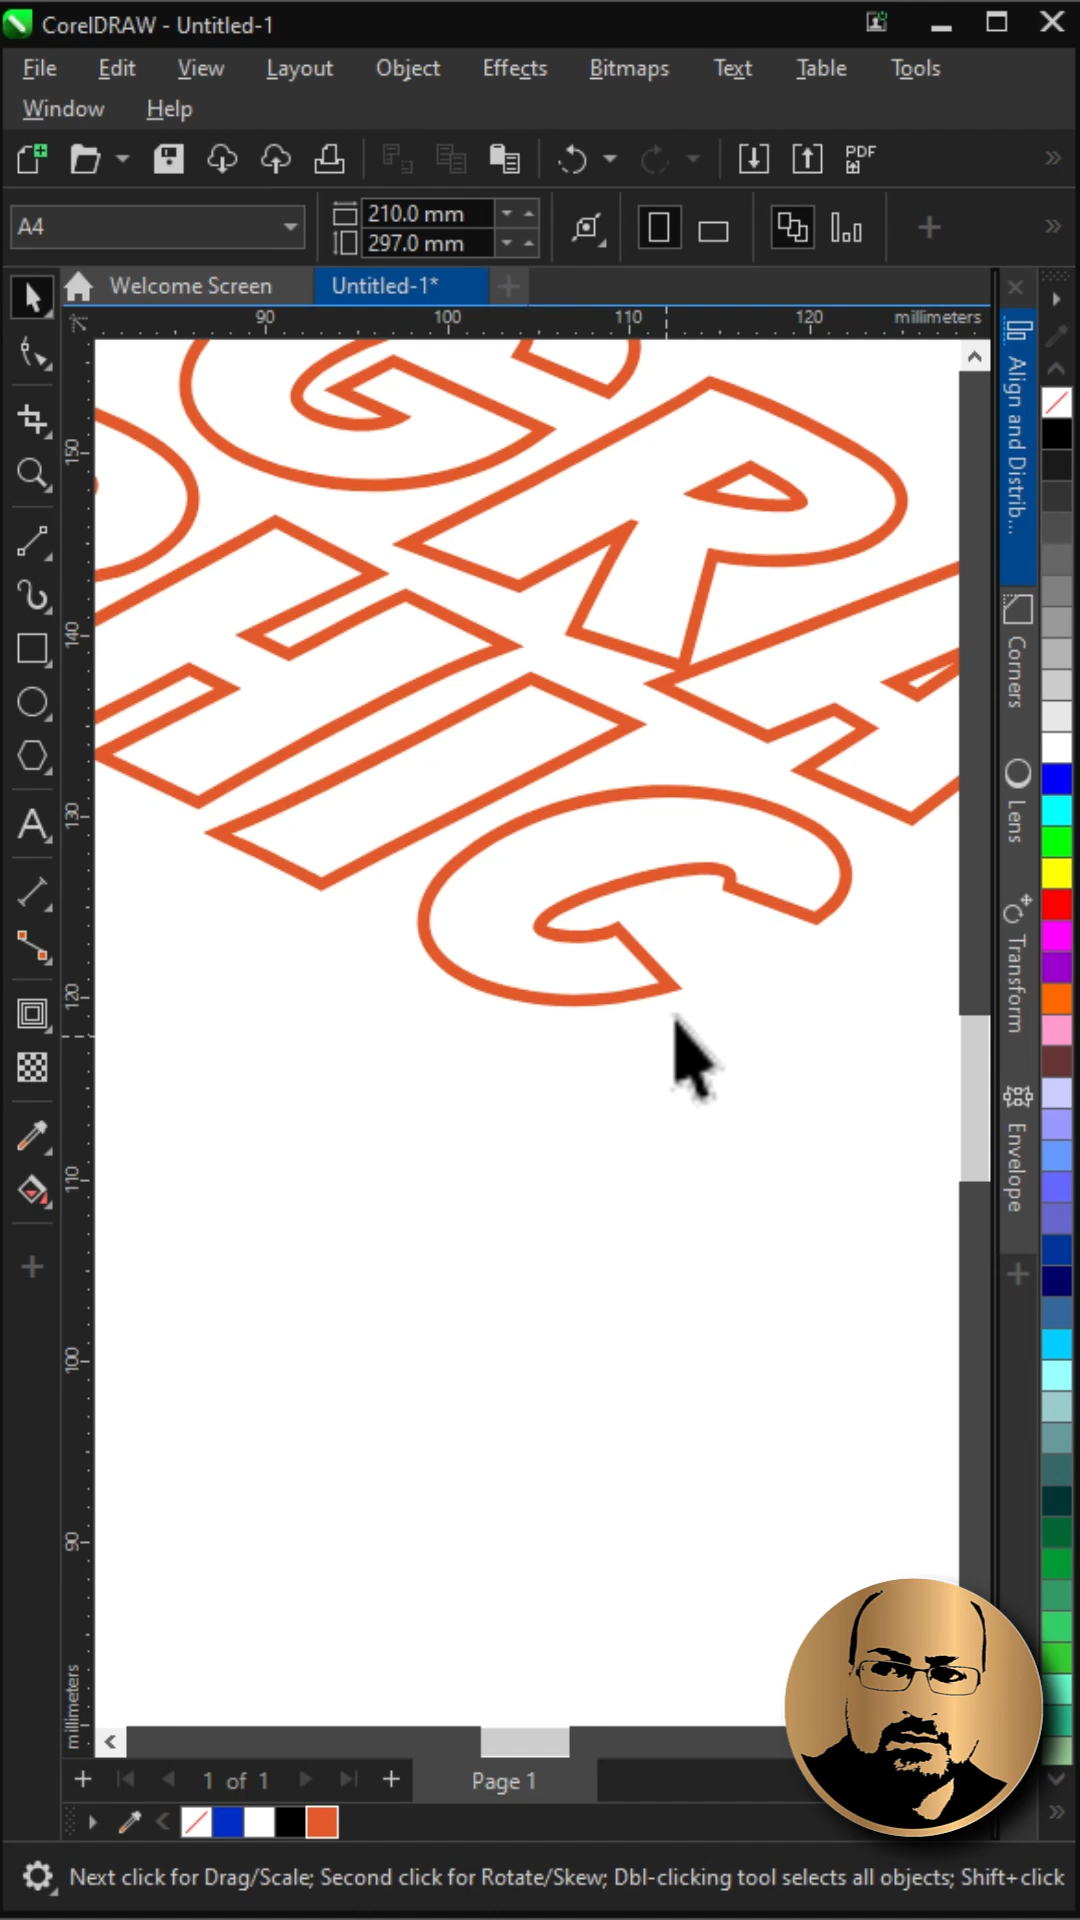 CorelDRAW - Untitled-1
File Edit View Layout Object Effects Bitmaps Text Table Tools
Window Help
PDF
A4
210.0 mm
297.0 mm
Welcome Screen
Untitled-1*
90 100 110 120 millimeters
150
140
130
120
110
100
90
millimeters
G
R
H I
C
Align and Distrib...
Corners
Lens
Transform
Envelope
1 of 1
Page 1
Next click for Drag/Scale; Second click for Rotate/Skew; Dbl-clicking tool selects all objects; Shift+click